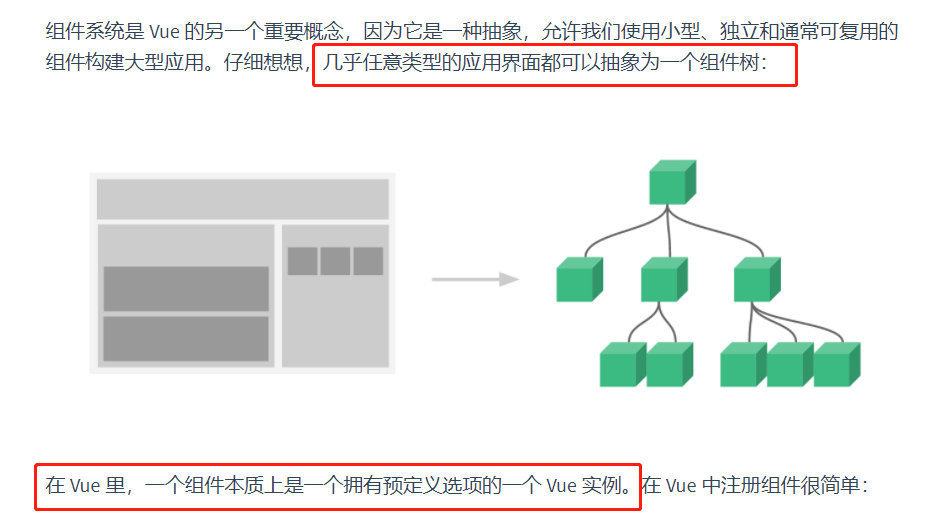 组件系统是 Vue 的另一个重要概念，因为它是一种抽象，允许我们使用小型、独立和通常可复用的
组件构建大型应用。仔细想想，几乎任意类型的应用界面都可以抽象为一个组件树：
在 Vue 里，一个组件本质上是一个拥有预定义选项的一个 Vue 实例。在 Vue 中注册组件很简单：